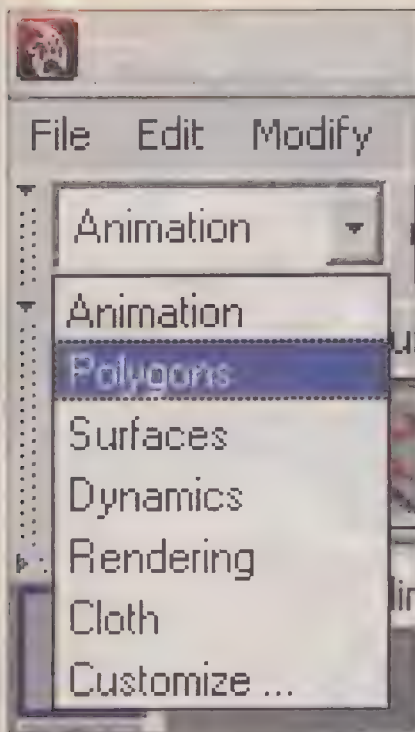 File Edit Modify
Animation
Animation
Polygons
Surfaces
Dynamics
Rendering
Cloth
Customize ...